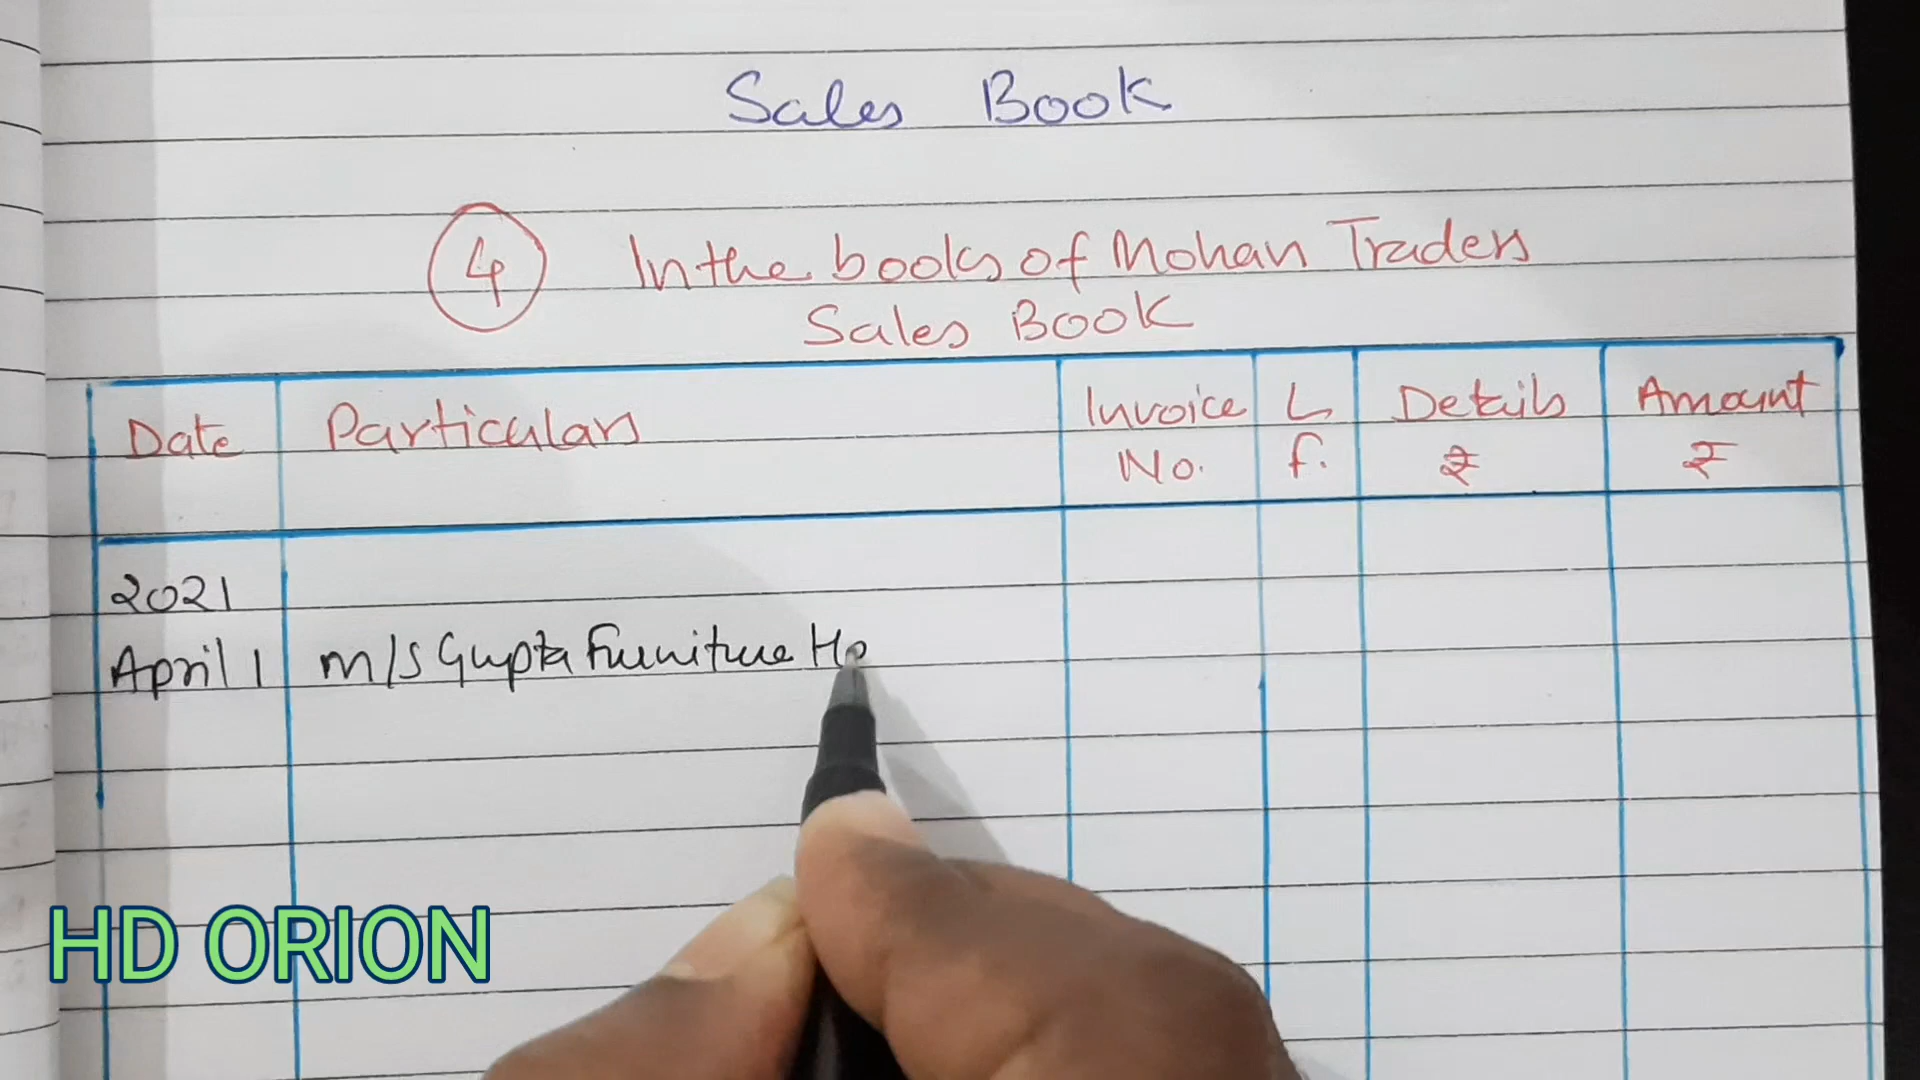 Sales Book
4 In the books of Mohan Traders
Sales Book
Date Particulars Invoice No. L f. Details ₹ Amount ₹
2021
April 1 M/S Gupta Furniture Ho
HD ORION